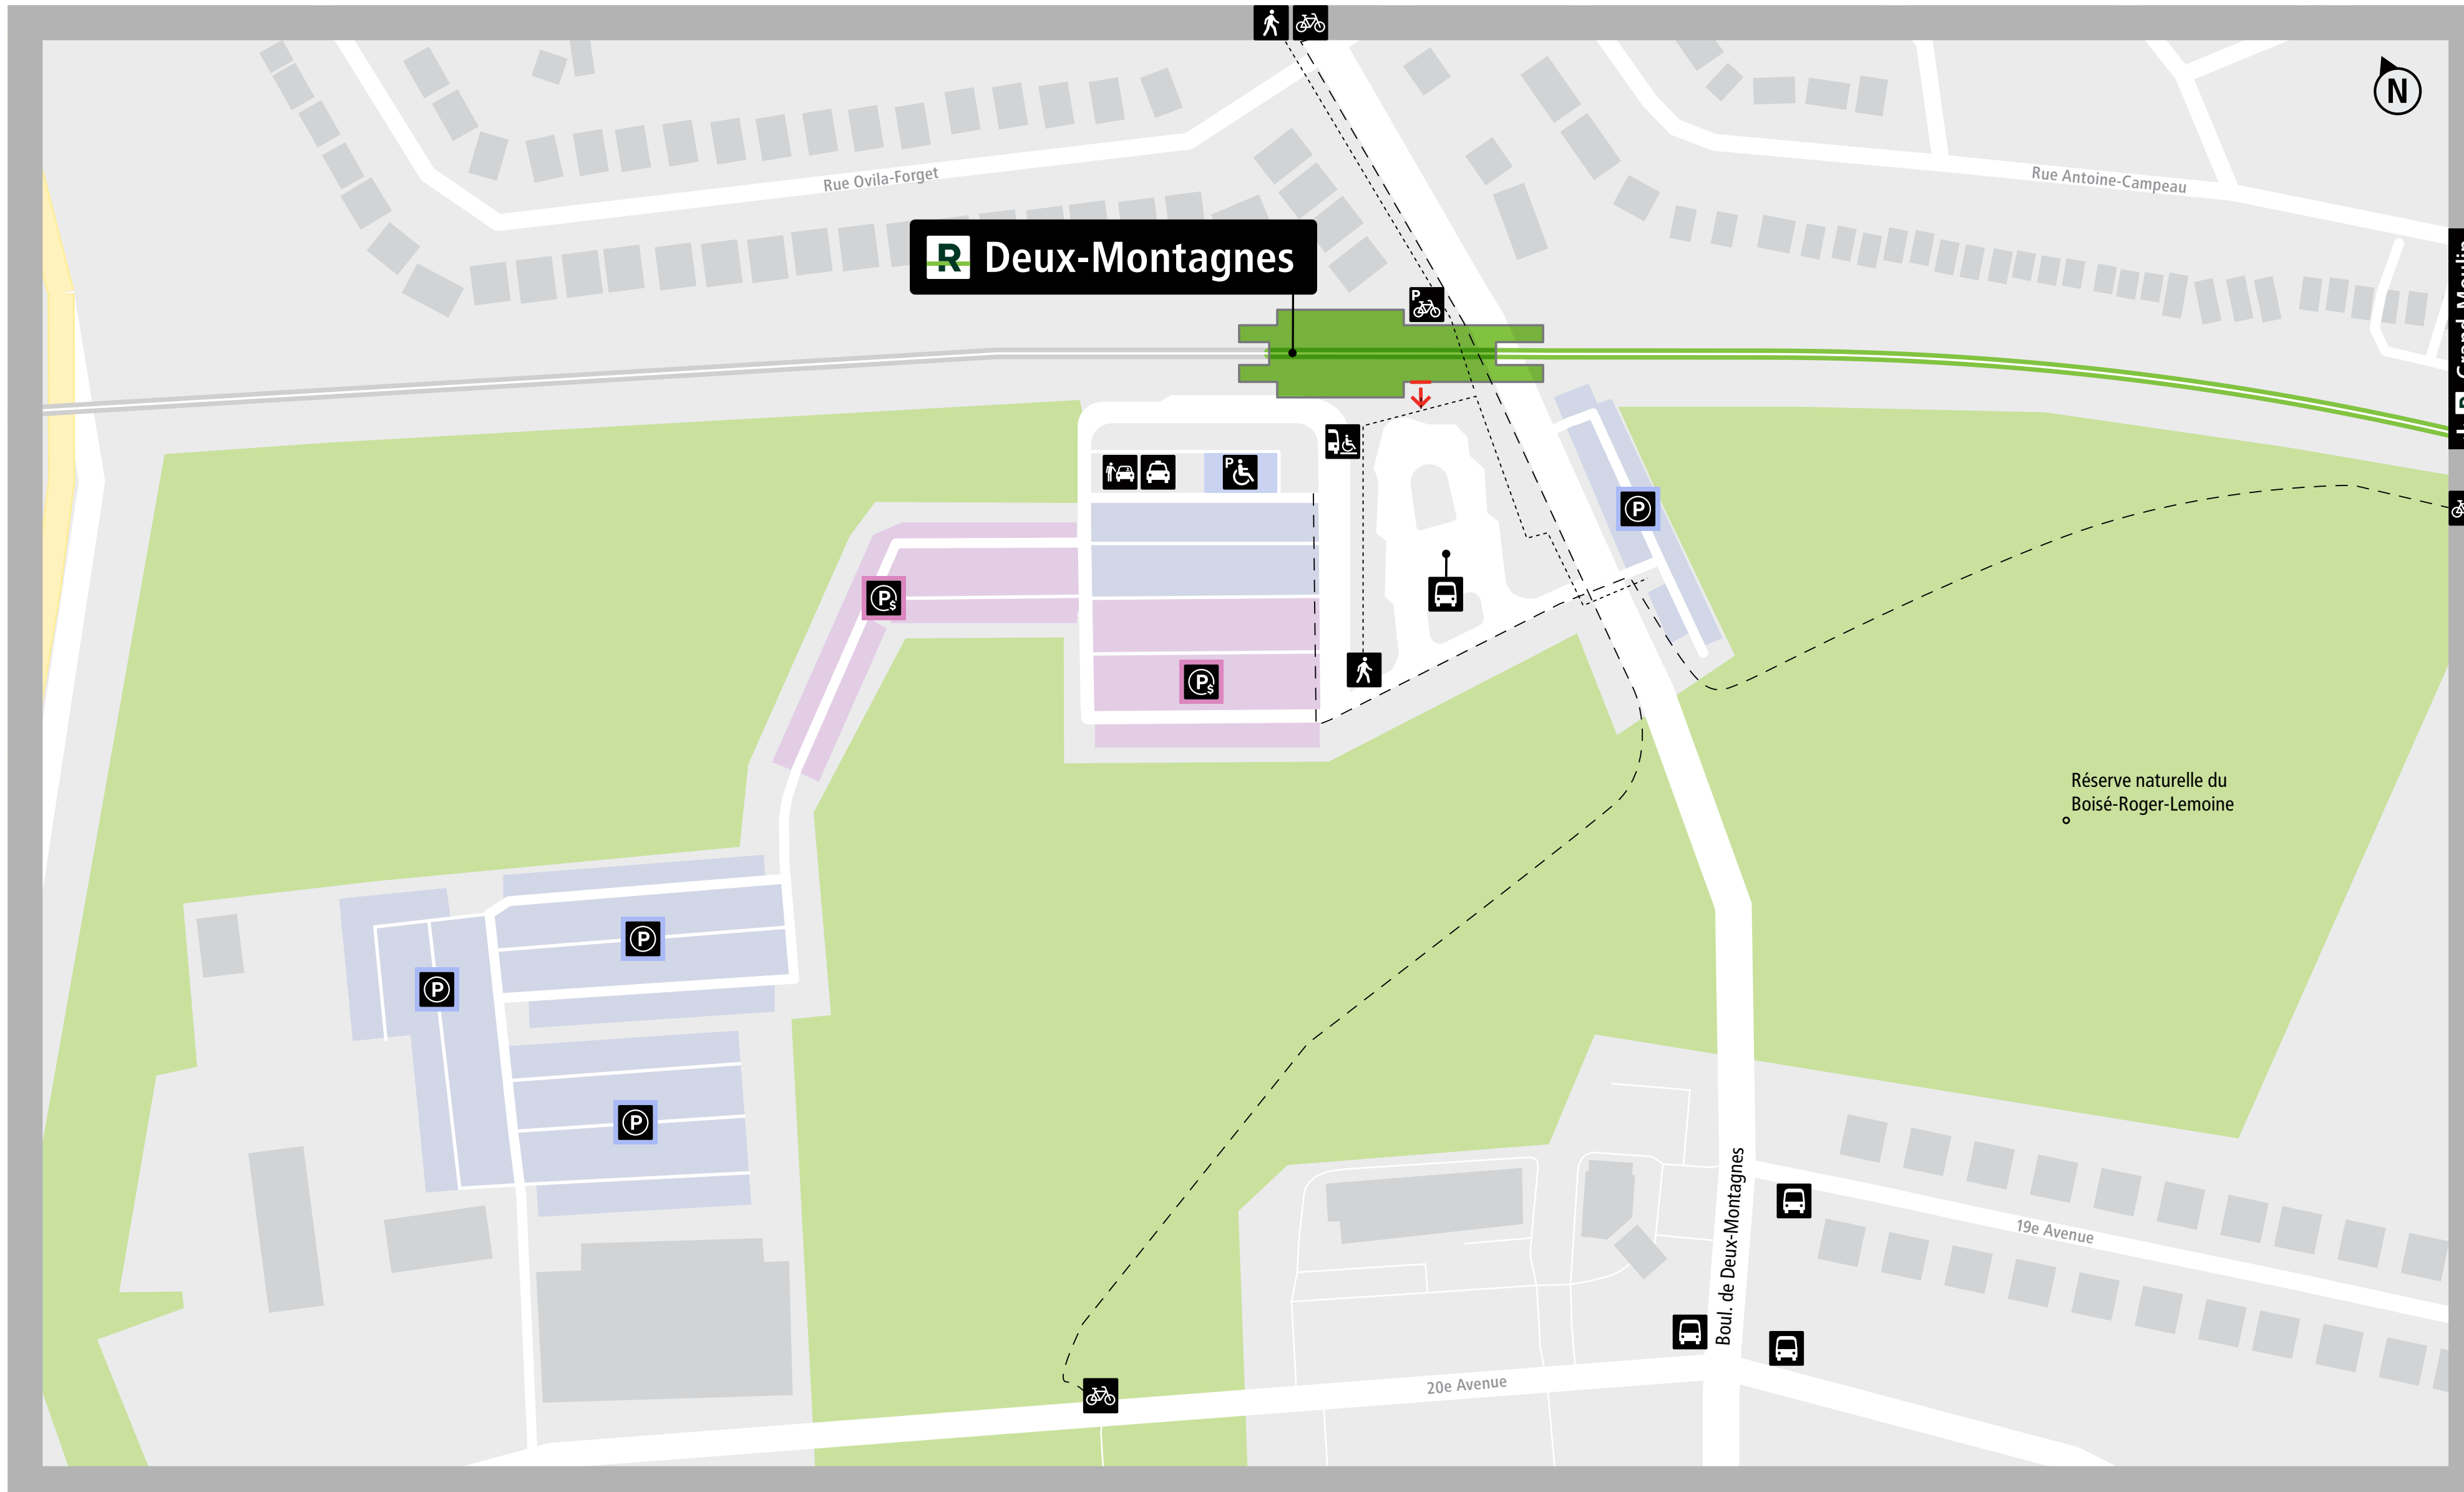 N
Rue Ovila-Forget
Rue Antoine-Campeau
R Deux-Montagnes
P
P
P
P$
P$
Réserve naturelle du
Boisé-Roger-Lemoine
P
P
P
Boul. de Deux-Montagnes
19e Avenue
20e Avenue